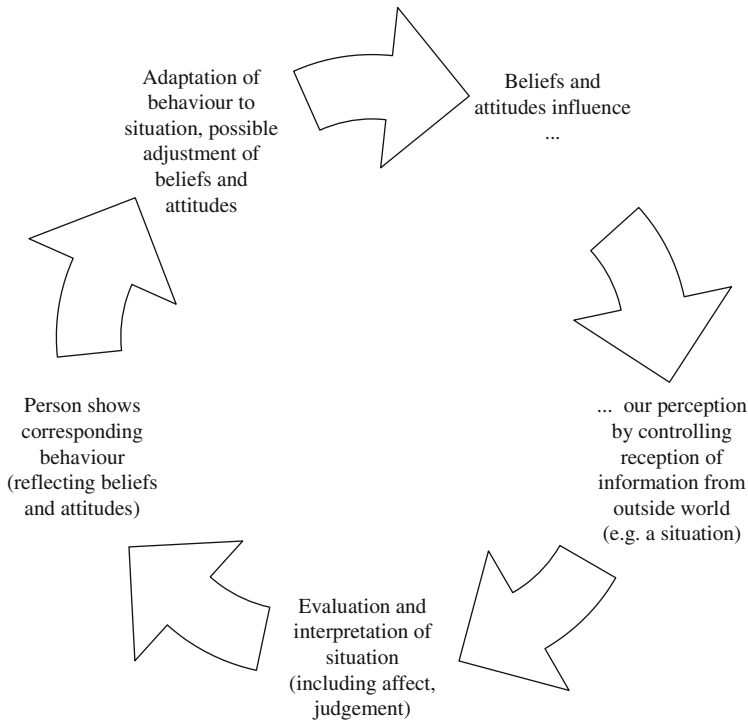 Adaptation of
behaviour to
situation, possible
adjustment of
beliefs and
attitudes
Beliefs and
attitudes influence
...
... our perception
by controlling
reception of
information from
outside world
(e.g. a situation)
Evaluation and
interpretation of
situation
(including affect,
judgement)
Person shows
corresponding
behaviour
(reflecting beliefs
and attitudes)